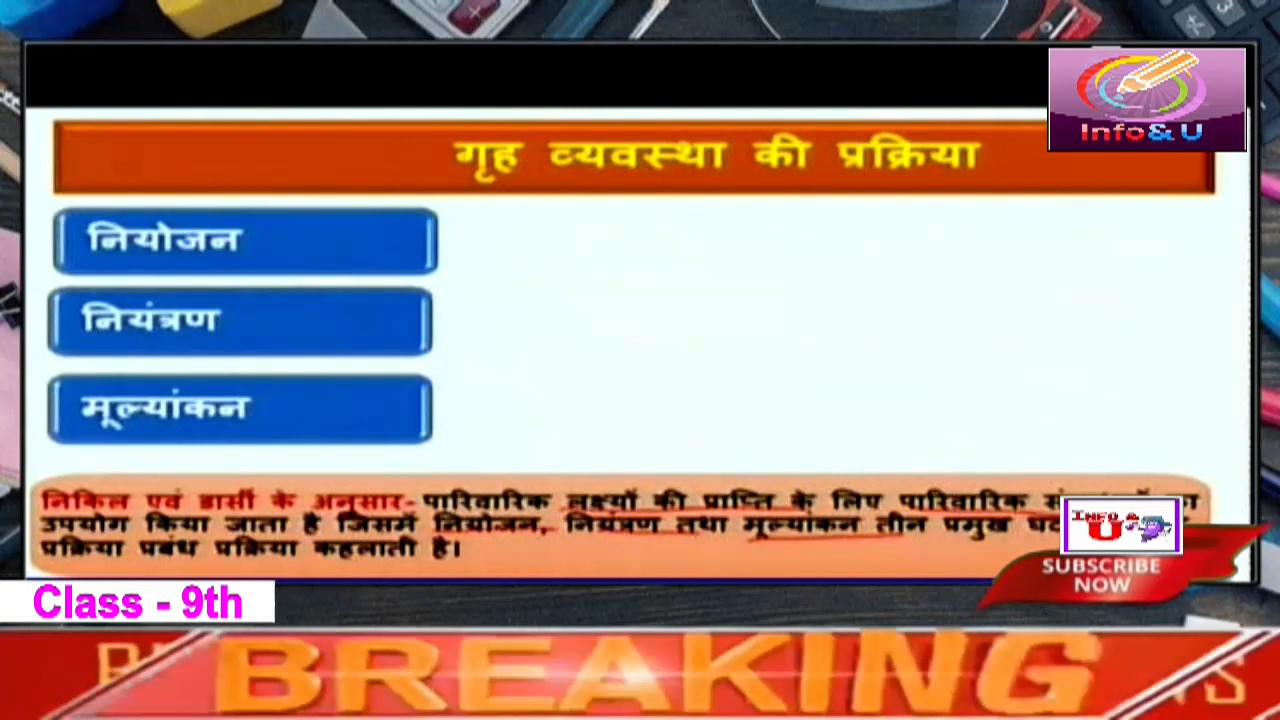 Info&U
गृह व्यवस्था की प्रक्रिया
नियोजन
नियंत्रण
मूल्यांकन
निकिल एवं डार्सी के अनुसार- पारिवारिक लक्ष्यों की प्राप्ति के लिए पारिवारिक
उपयोग किया जाता है जिसमे नियोजन, नियंत्रण तथा मूल्यांकन तीन प्रमुख
प्रक्रिया प्रबंध प्रक्रिया कहलाती है।
INFO &
U
SUBSCRIBE
NOW
Class - 9th
BREAKING